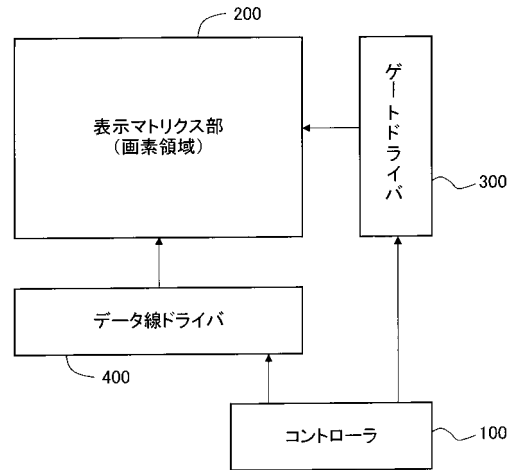 200
表示マトリクス部
(画素領域)
ゲートドライバ
300
データ線ドライバ
400
コントローラ
100